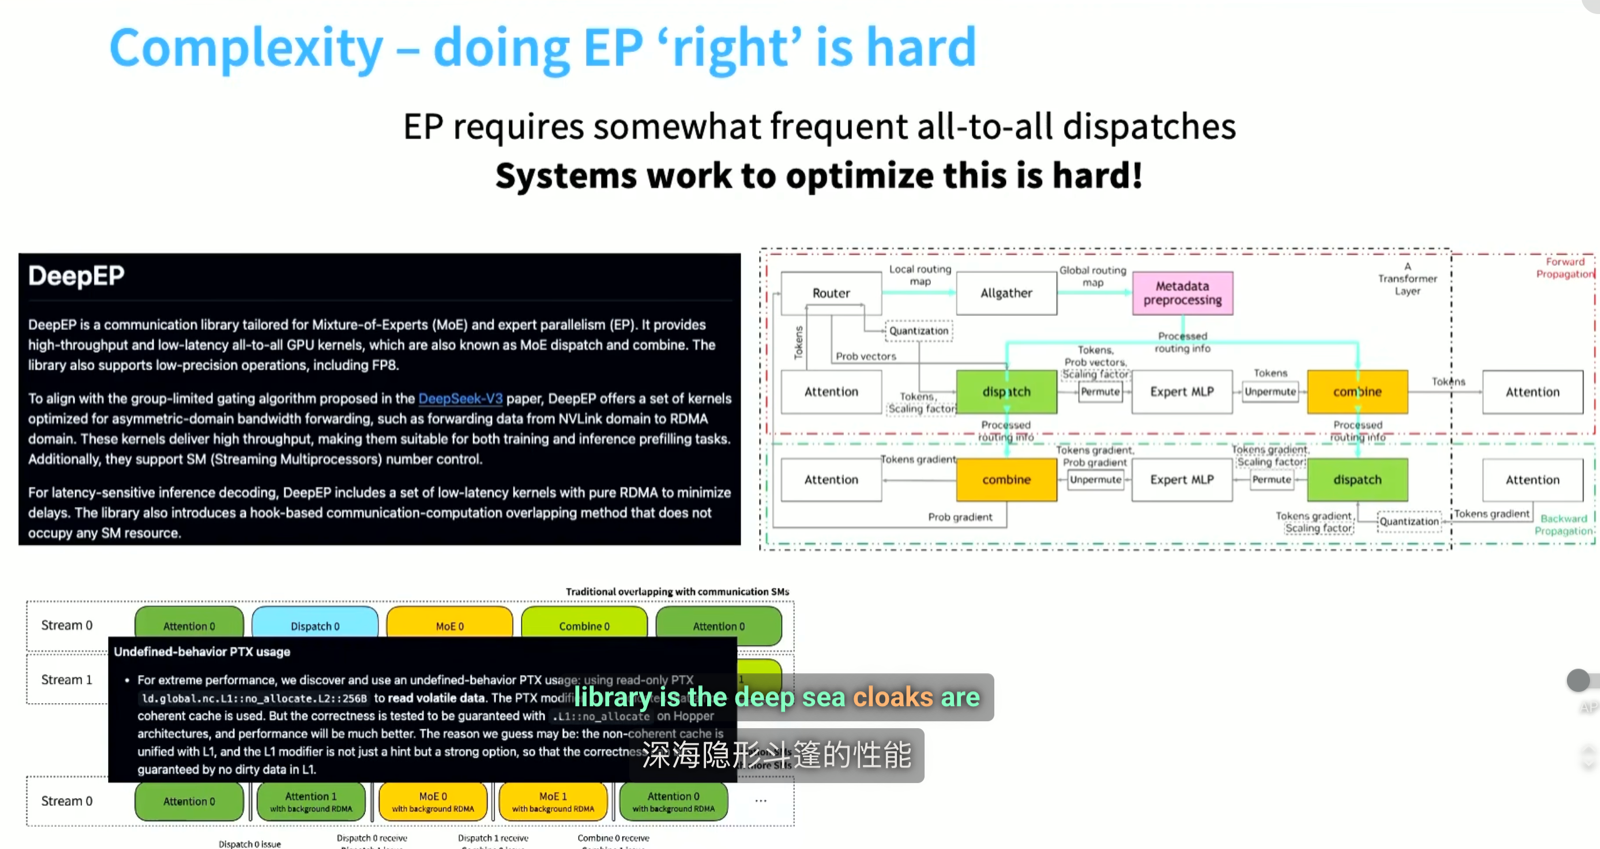 Complexity – doing EP ‘right’ is hard
EP requires somewhat frequent all-to-all dispatches
Systems work to optimize this is hard!
DeepEP
DeepEP is a communication library tailored for Mixture-of-Experts (MoE) and expert parallelism (EP). It provides
high-throughput and low-latency all-to-all GPU kernels, which are also known as MoE dispatch and combine. The
library also supports low-precision operations, including FP8.
To align with the group-limited gating algorithm proposed in the DeepSeek-V3 paper, DeepEP offers a set of kernels
optimized for asymmetric-domain bandwidth forwarding, such as forwarding data from NVLink domain to RDMA
domain. These kernels deliver high throughput, making them suitable for both training and inference prefilling tasks.
Additionally, they support SM (Streaming Multiprocessors) number control.
For latency-sensitive inference decoding, DeepEP includes a set of low-latency kernels with pure RDMA to minimize
delays. The library also introduces a hook-based communication-computation overlapping method that does not
occupy any SM resource.
Forward
Propagation
A
Transformer
Layer
Router
Local routing
map
Allgather
Global routing
map
Metadata
preprocessing
Quantization
Tokens
Prob vectors
Processed
routing info
Attention
Tokens,
Scaling factor
dispatch
Tokens,
Prob vectors,
Scaling factor
Permute
Expert MLP
Tokens
Unpermute
combine
Tokens
Attention
Processed
routing info
Processed
routing info
Attention
Tokens gradient
combine
Tokens gradient,
Prob gradient
Unpermute
Expert MLP
Tokens gradient,
Scaling factor
Permute
dispatch
Attention
Prob gradient
Tokens gradient,
Scaling factor
Quantization
Tokens gradient
Backward
Propagation
Traditional overlapping with communication SMs
Stream 0
Attention 0
Dispatch 0
MoE 0
Combine 0
Attention 0
Stream 1
1
Undefined-behavior PTX usage
• For extreme performance, we discover and use an undefined-behavior PTX usage: using read-only PTX
ld.global.nc.L1::no_allocate.L2::256B to read volatile data. The PTX
coherent cache is used. But the correctness is tested to be guaranteed with .L1::no_allocate on Hopper
architectures, and performance will be much better. The reason we guess may be: the non-coherent cache is
unified with L1, and the L1 modifier is not just a hint but a strong option, so that the
guaranteed by no dirty data in L1.
library is the deep sea cloaks are
深海隐形斗篷的性能
Stream 0
Attention 0
Attention 1
with background RDMA
MoE 0
with background RDMA
MoE 1
with background RDMA
Attention 0
with background RDMA
...
Dispatch 0 issue
Dispatch 0 receive
Dispatch 1 receive
Combine 0 receive